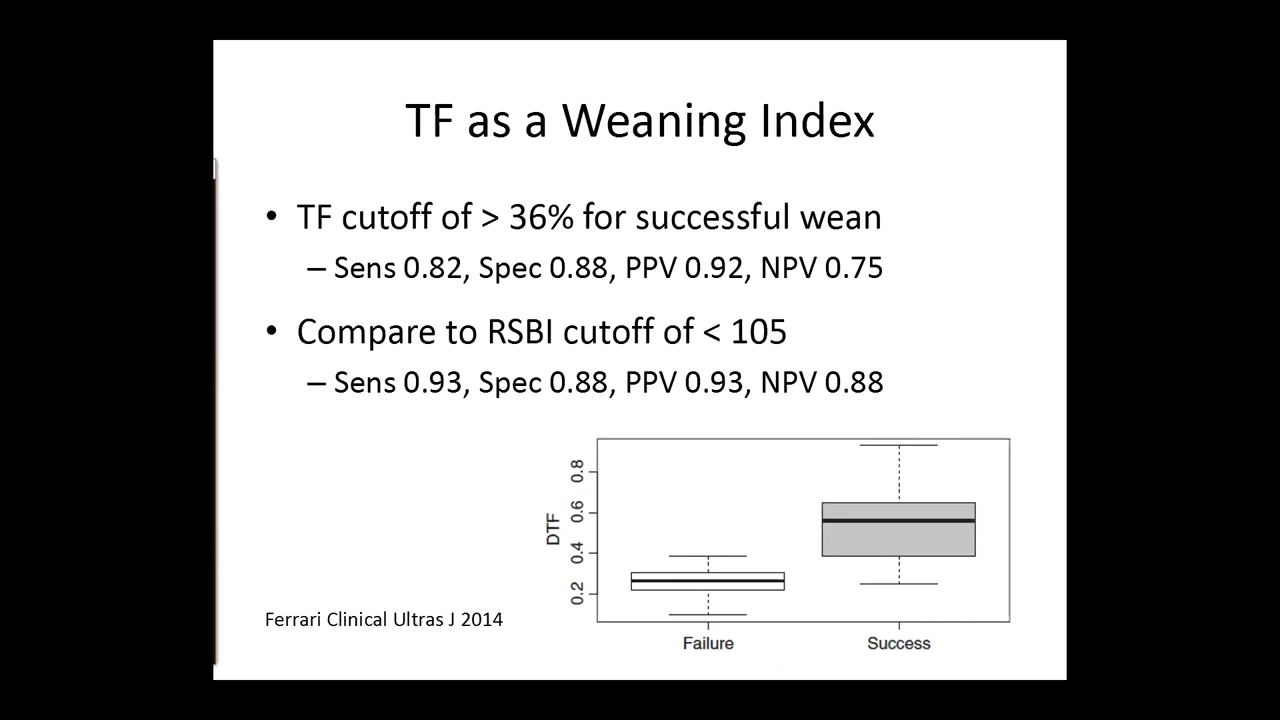 TF as a Weaning Index
• TF cutoff of > 36% for successful wean
– Sens 0.82, Spec 0.88, PPV 0.92, NPV 0.75
• Compare to RSBI cutoff of < 105
– Sens 0.93, Spec 0.88, PPV 0.93, NPV 0.88
DTF
0.8
0.6
0.4
0.2
Failure
Success
Ferrari Clinical Ultras J 2014